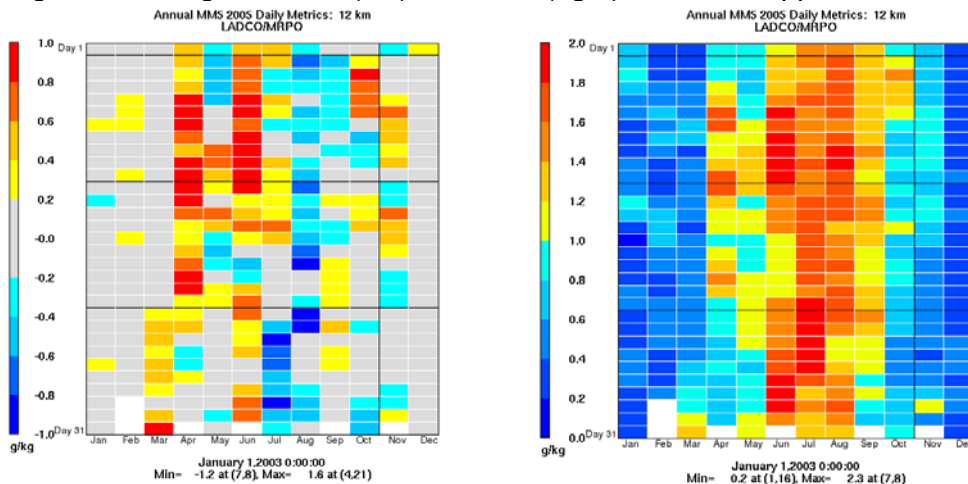 Annual MM5 2005 Daily Metrics: 12 km
LADCO/MRPO
1.0
0.8
0.6
0.4
0.2
-0.0
-0.2
-0.4
-0.6
-0.8
-1.0
g/kg
Day 1
Day 31
Jan Feb Mar Apr May Jun Jul Aug Sep Oct Nov Dec
January 1,2003 0:00:00
Min= -1.2 at (7,8), Max= 1.6 at (4,21)
Annual MM5 2005 Daily Metrics: 12 km
LADCO/MRPO
2.0
1.8
1.6
1.4
1.2
1.0
0.8
0.6
0.4
0.2
0.0
g/kg
Day 1
Day 31
Jan Feb Mar Apr May Jun Jul Aug Sep Oct Nov Dec
January 1,2003 0:00:00
Min= 0.2 at (1,16), Max= 2.3 at (7,8)